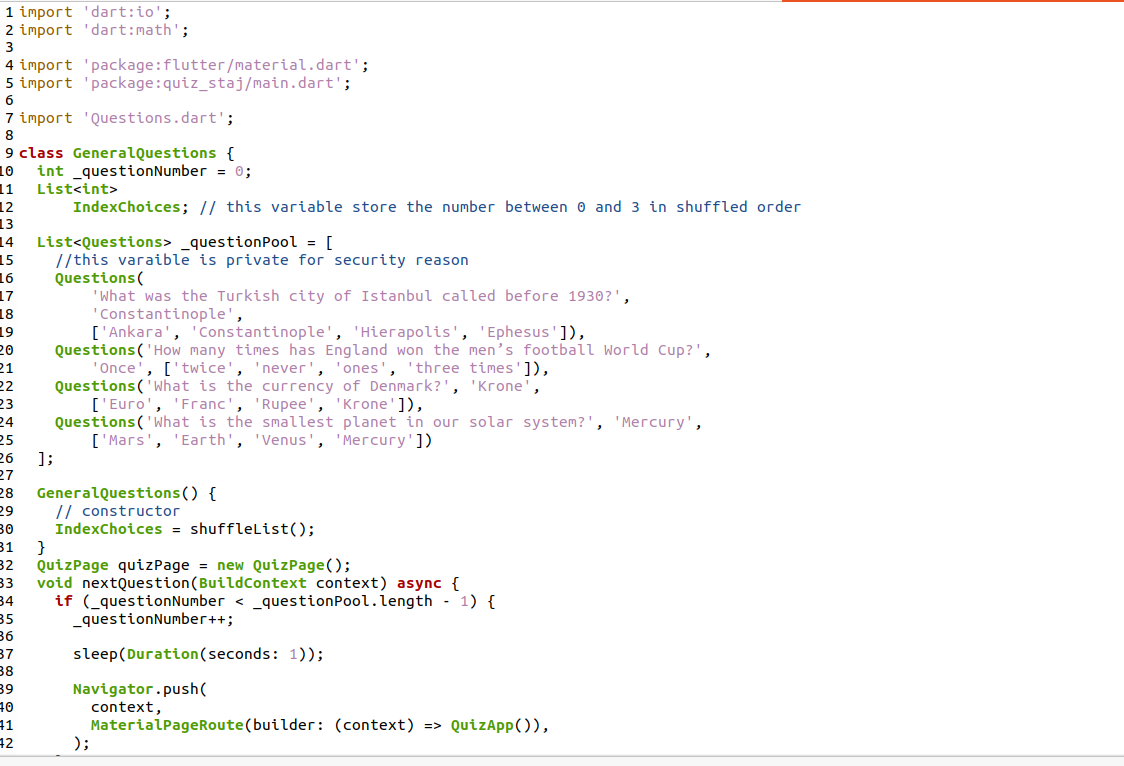 1 import 'dart:io';
2 import 'dart:math';
3
4 import 'package:flutter/material.dart';
5 import 'package:quiz_staj/main.dart';
6
7 import 'Questions.dart';
8
9 class GeneralQuestions {
10   int _questionNumber = 0;
11   List<int>
12       IndexChoices; // this variable store the number between 0 and 3 in shuffled order
13
14   List<Questions> _questionPool = [
15     //this varaible is private for security reason
16     Questions(
17         'What was the Turkish city of Istanbul called before 1930?',
18         'Constantinople',
19         ['Ankara', 'Constantinople', 'Hierapolis', 'Ephesus']),
20     Questions('How many times has England won the men’s football World Cup?',
21         'Once', ['twice', 'never', 'ones', 'three times']),
22     Questions('What is the currency of Denmark?', 'Krone',
23         ['Euro', 'Franc', 'Rupee', 'Krone']),
24     Questions('What is the smallest planet in our solar system?', 'Mercury',
25         ['Mars', 'Earth', 'Venus', 'Mercury'])
26   ];
27
28   GeneralQuestions() {
29     // constructor
30     IndexChoices = shuffleList();
31   }
32   QuizPage quizPage = new QuizPage();
33   void nextQuestion(BuildContext context) async {
34     if (_questionNumber < _questionPool.length - 1) {
35       _questionNumber++;
36
37       sleep(Duration(seconds: 1));
38
39       Navigator.push(
40         context,
41         MaterialPageRoute(builder: (context) => QuizApp()),
42       );